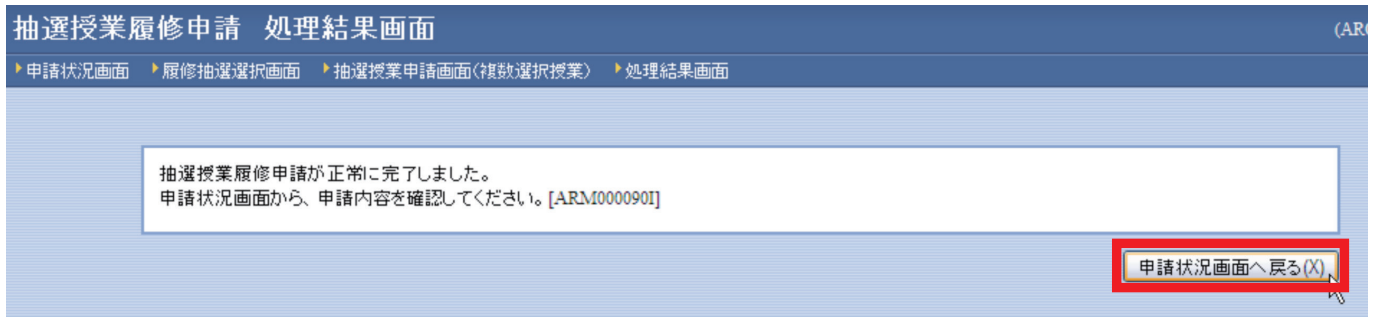 抽選授業履修申請 処理結果画面
(AR
申請状況画面 履修抽選選択画面 抽選授業申請画面(複数選択授業) 処理結果画面
抽選授業履修申請が正常に完了しました。
申請状況画面から、申請内容を確認してください。[ARM000090I]
申請状況画面へ戻る(X)